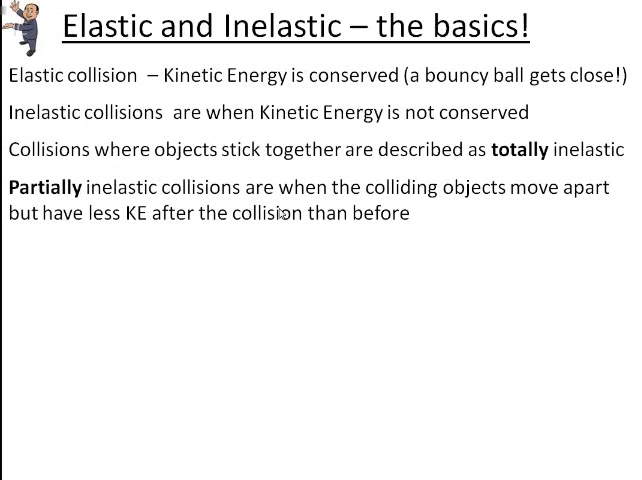 Elastic and Inelastic – the basics!
Elastic collision – Kinetic Energy is conserved (a bouncy ball gets close!)
Inelastic collisions are when Kinetic Energy is not conserved
Collisions where objects stick together are described as totally inelastic
Partially inelastic collisions are when the colliding objects move apart
but have less KE after the collision than before